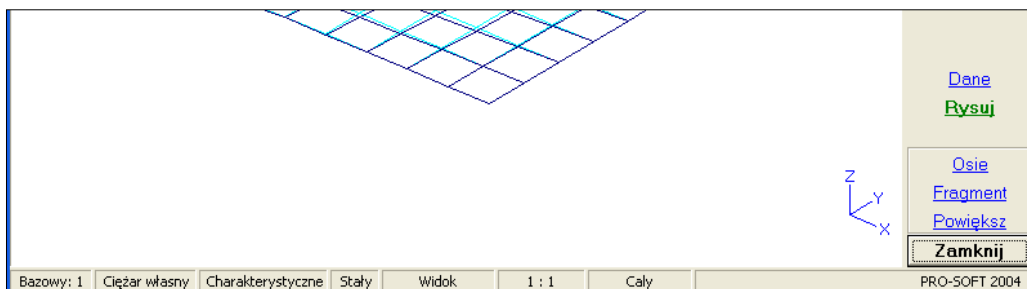 Dane
Rysuj
Osie
Fragment
Powiększ
Zamknij
Z
Y
X
Bazowy: 1 Ciężar własny Charakterystyczne Stały Widok 1 : 1 Cały PRO-SOFT 2004